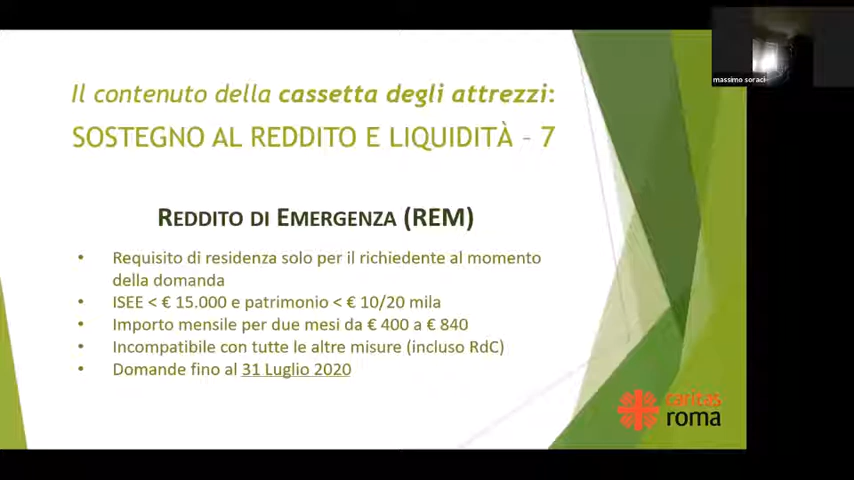 massimo soraci
Il contenuto della cassetta degli attrezzi:
SOSTEGNO AL REDDITO E LIQUIDITÀ - 7
REDDITO DI EMERGENZA (REM)
• Requisito di residenza solo per il richiedente al momento
della domanda
• ISEE < € 15.000 e patrimonio < € 10/20 mila
• Importo mensile per due mesi da € 400 a € 840
• Incompatibile con tutte le altre misure (incluso RdC)
• Domande fino al 31 Luglio 2020
caritas
roma